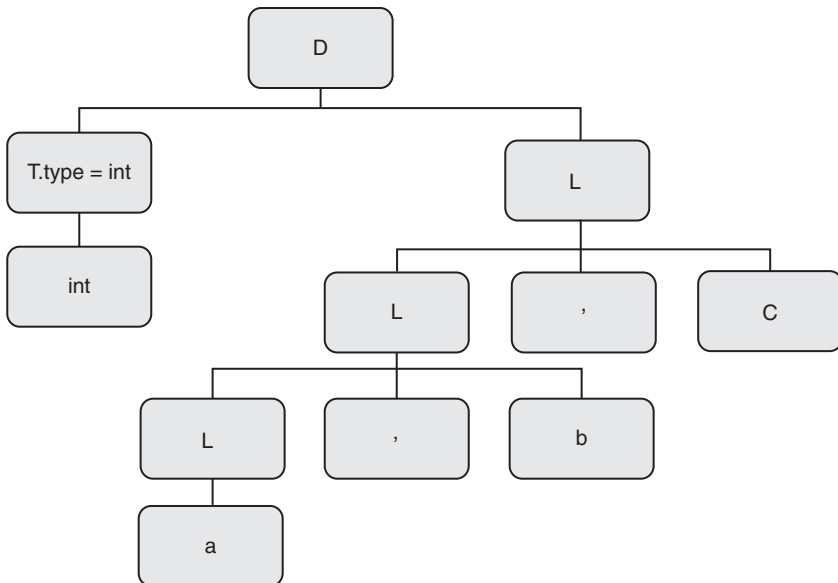 D
T.type = int
L
int
L
,
C
L
,
b
a